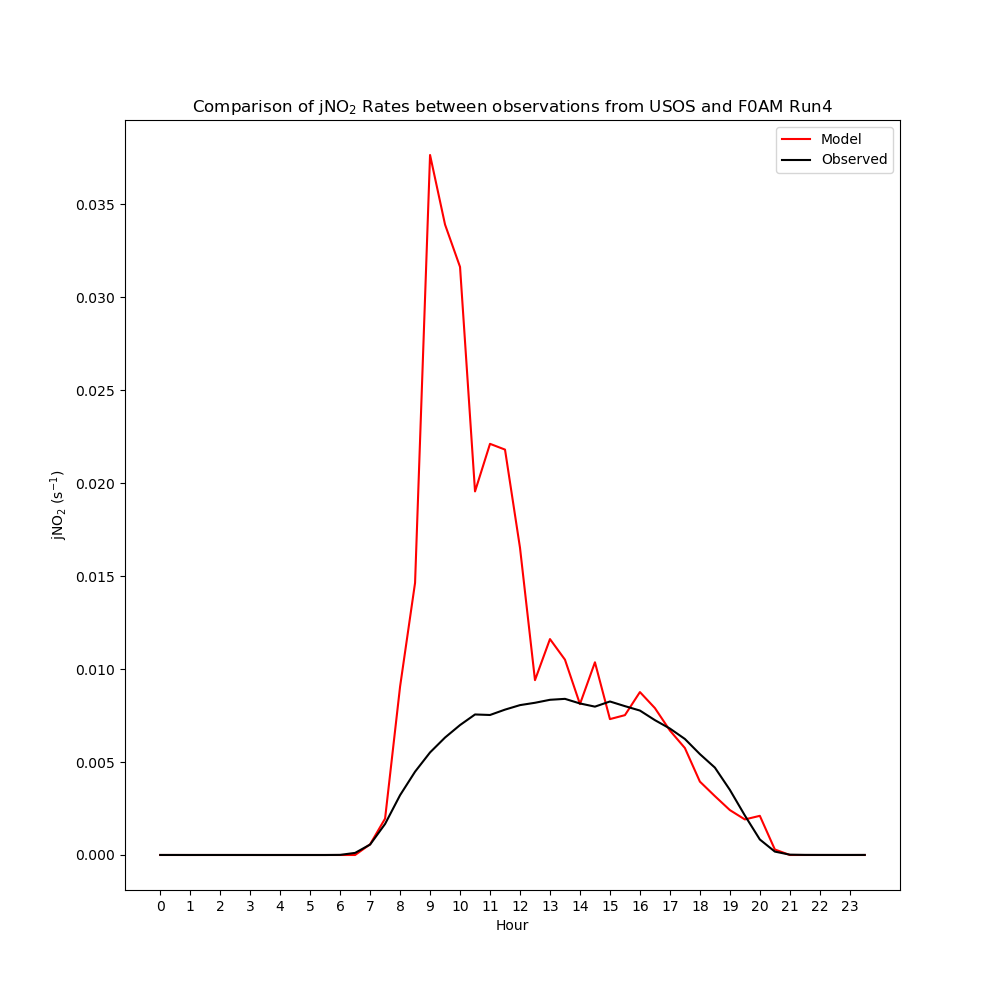 Comparison of jNO₂ Rates between observations from USOS and F0AM Run4
Model
Observed
0.035
0.030
0.025
0.020
0.015
0.010
0.005
0.000
jNO₂ (s⁻¹)
0 1 2 3 4 5 6 7 8 9 10 11 12 13 14 15 16 17 18 19 20 21 22 23
Hour